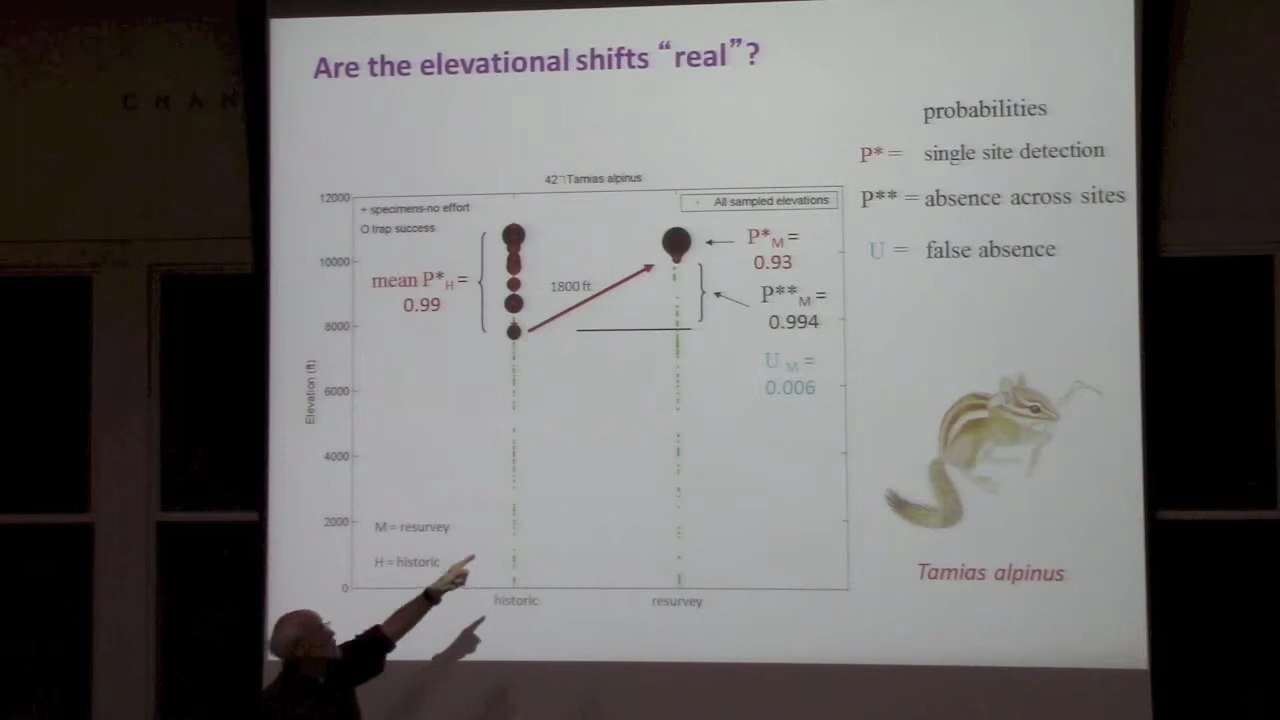 Are the elevational shifts “real”?
probabilities
P* = single site detection
P** = absence across sites
U = false absence
Tamias alpinus
12000
10000
8000
6000
4000
2000
0
Elevation (ft)
+ specimens-no effort
O trap success
All sampled elevations
mean P*H =
0.99
1800 ft
P*M =
0.93
P**M =
0.994
UM =
0.006
M = resurvey
H = historic
historic
resurvey
Tamias alpinus
CHAN